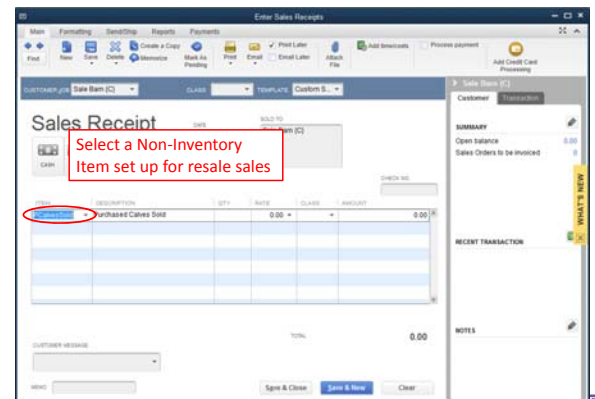 Enter Sales Receipts
Main Formatting Send/Ship Reports Payments
Find New Save Delete Create a Copy Memorize Mark As Pending Print Email Print Later Email Later Attach File Add time/costs Process payment Add Credit Card Processing
CUSTOMER:JOB Sale Barn (C) CLASS TEMPLATE Custom S...
Sale Barn (C)
Customer Transaction
Sales Receipt
DATE
SOLD TO
Barn (C)
Select a Non-Inventory
Item set up for resale sales
CASH
CHECK NO.
SUMMARY
Open balance 0.00
Sales Orders to be invoiced 0
WHAT'S NEW
ITEM DESCRIPTION QTY RATE CLASS AMOUNT
Purchased Calves Sold 0.00 0.00
RECENT TRANSACTION
TOTAL 0.00
NOTES
CUSTOMER MESSAGE
MEMO
Save & Close Save & New Clear